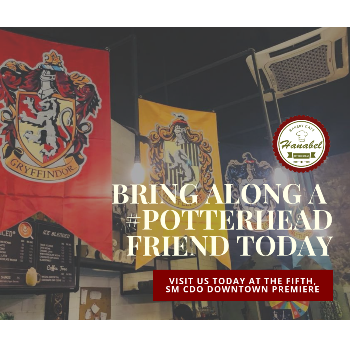 GRYFFINDOR
Hanabel
BRING ALONG A
#POTTERHEAD
FRIEND TODAY
VISIT US TODAY AT THE FIFTH,
SM CDO DOWNTOWN PREMIERE